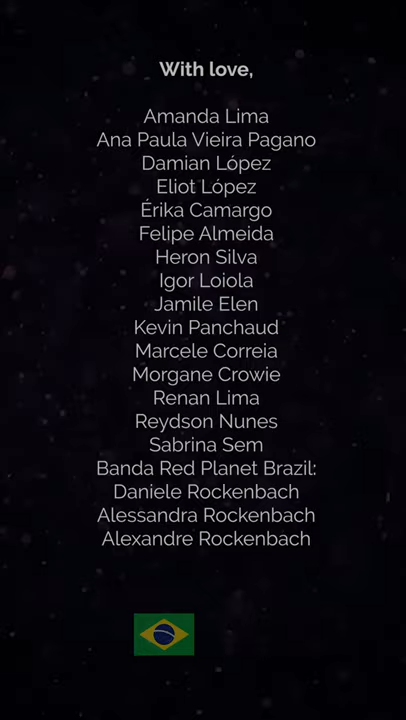 With love,
Amanda Lima
Ana Paula Vieira Pagano
Damian López
Eliot López
Érika Camargo
Felipe Almeida
Heron Silva
Igor Loiola
Jamile Elen
Kevin Panchaud
Marcele Correia
Morgane Crowie
Renan Lima
Reydson Nunes
Sabrina Sem
Banda Red Planet Brazil:
Daniele Rockenbach
Alessandra Rockenbach
Alexandre Rockenbach